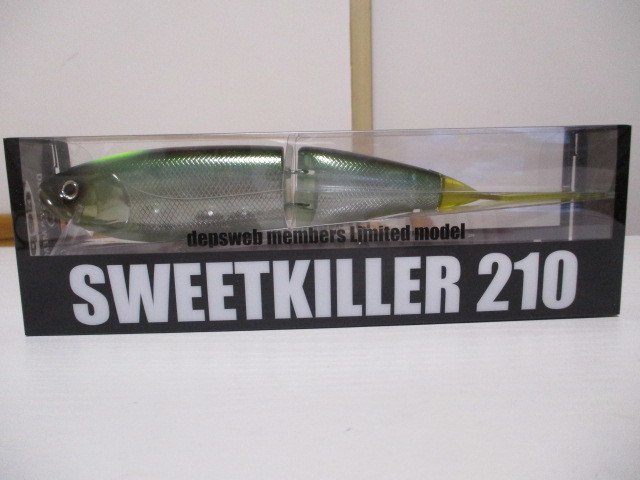 depsweb members Limited model
SWEETKILLER 210